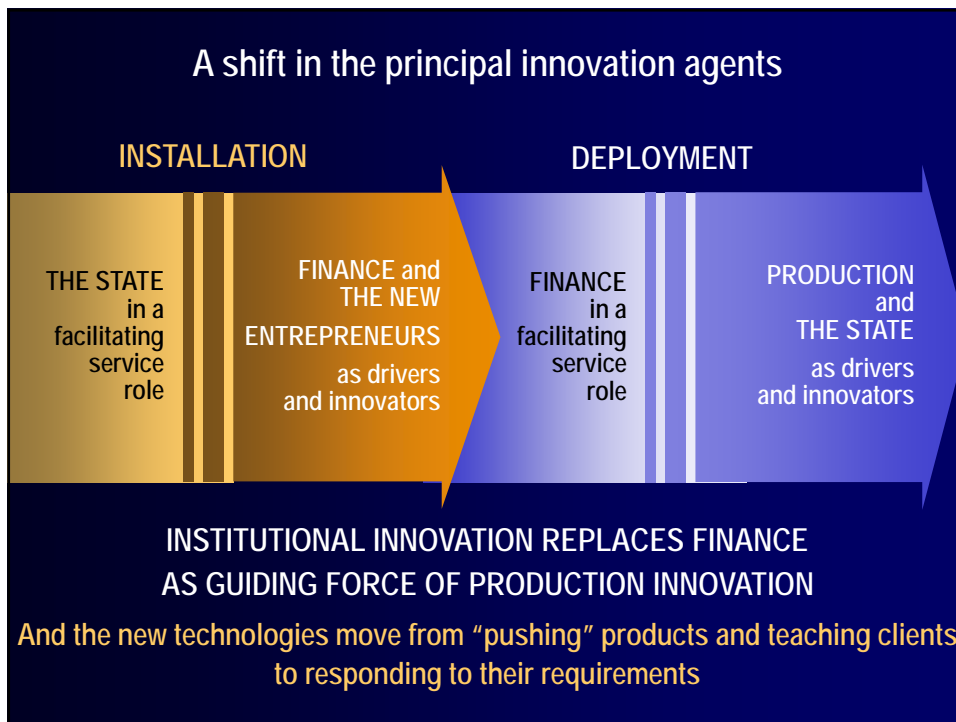 A shift in the principal innovation agents
INSTALLATION
DEPLOYMENT
THE STATE
in a
facilitating
service
role
FINANCE and
THE NEW
ENTREPRENEURS
as drivers
and innovators
FINANCE
in a
facilitating
service
role
PRODUCTION
and
THE STATE
as drivers
and innovators
INSTITUTIONAL INNOVATION REPLACES FINANCE
AS GUIDING FORCE OF PRODUCTION INNOVATION
And the new technologies move from “pushing” products and teaching clients
to responding to their requirements